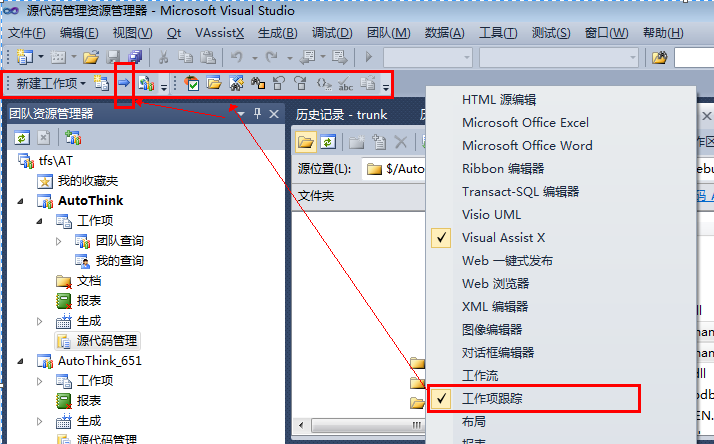 源代码管理资源管理器 - Microsoft Visual Studio
文件(F) 编辑(E) 视图(V) Qt VAssistX 生成(B) 调试(D) 团队(M) 数据(A) 工具(T) 测试(S) 窗口(W) 帮助(H)
新建工作项
abc
团队资源管理器
历史记录 - trunk
tfs\AT
我的收藏夹
AutoThink
工作项
团队查询
我的查询
文档
报表
生成
源代码管理
AutoThink_651
工作项
报表
生成
源代码管理
源位置(L): $/Auto
文件夹
HTML 源编辑
Microsoft Office Excel
Microsoft Office Word
Ribbon 编辑器
Transact-SQL 编辑器
Visio UML
Visual Assist X
Web 一键式发布
Web 浏览器
XML 编辑器
图像编辑器
对话框编辑器
工作流
工作项跟踪
布局
报表